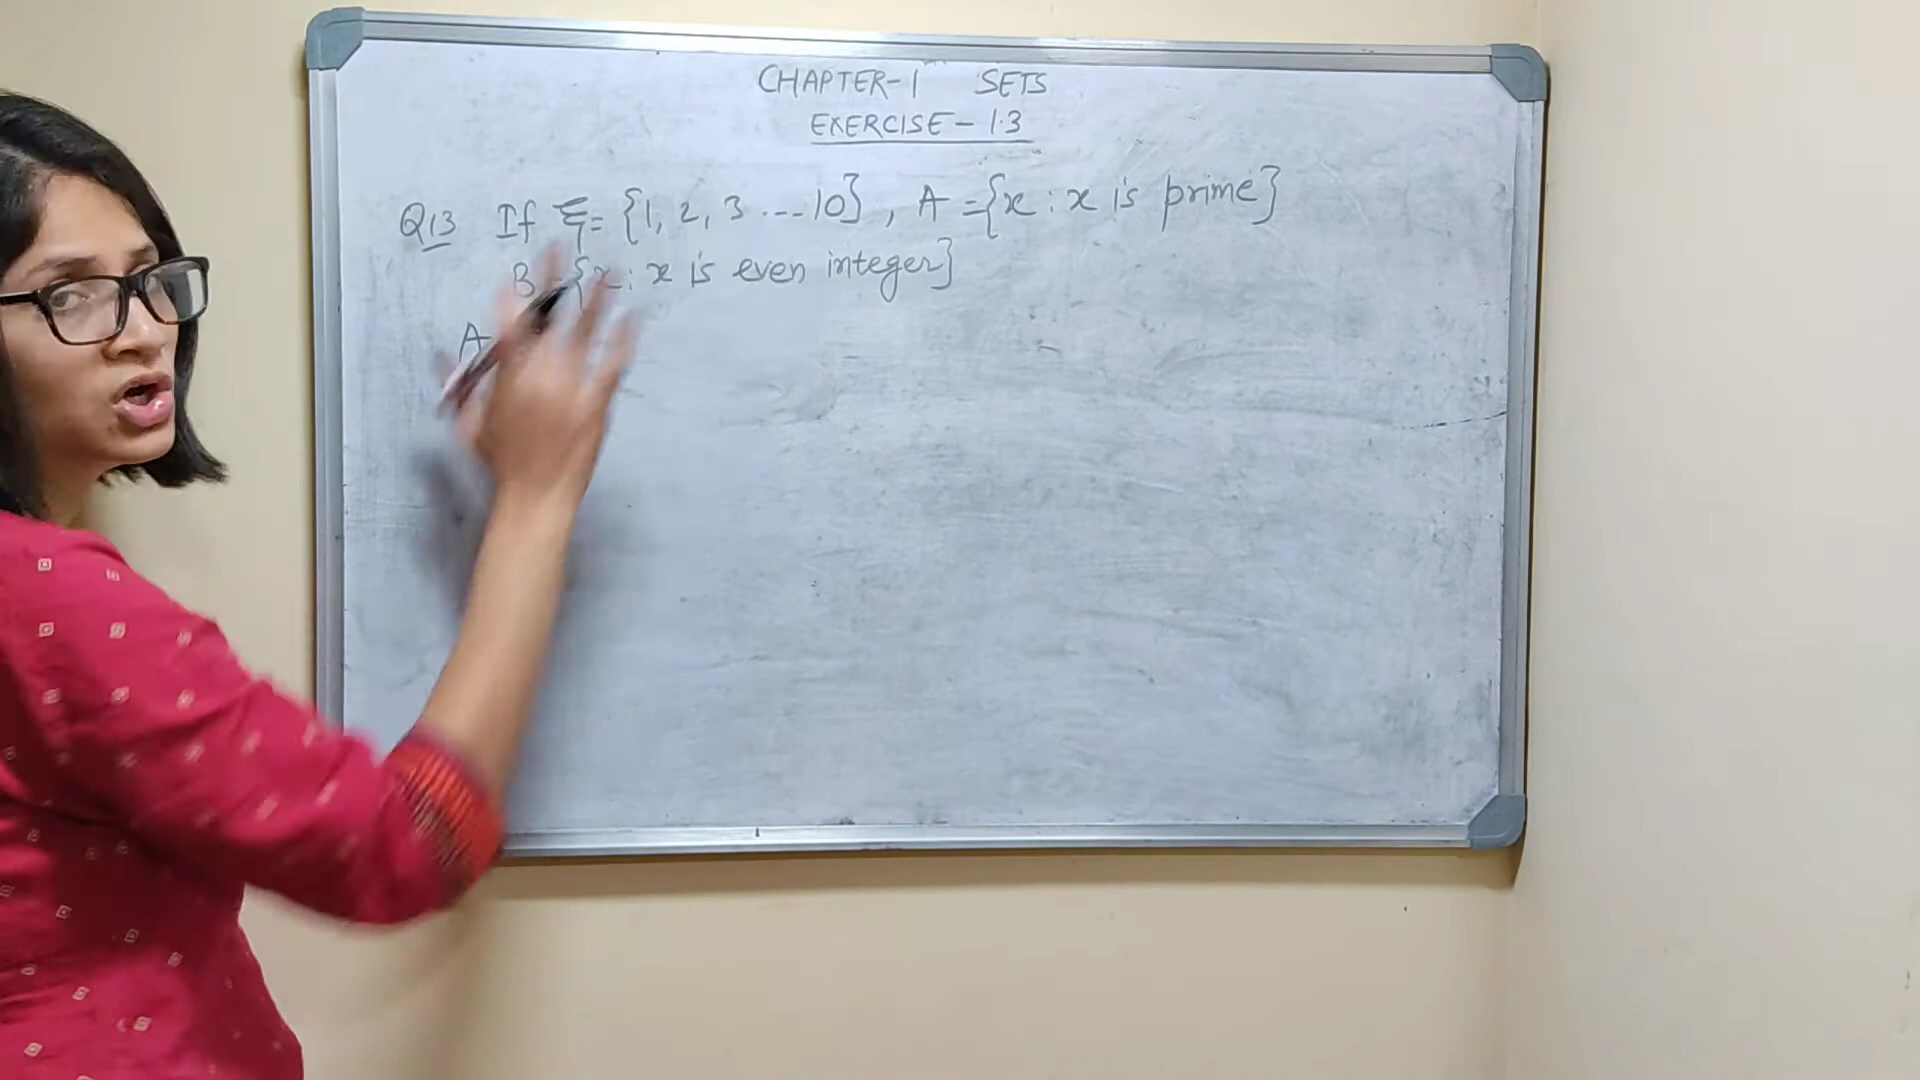 CHAPTER-1 SETS
EXERCISE-1.3
Q13 If ξ= {1, 2, 3 ...10}, A ={x : x is prime}
B = {x : x is even integer}
A